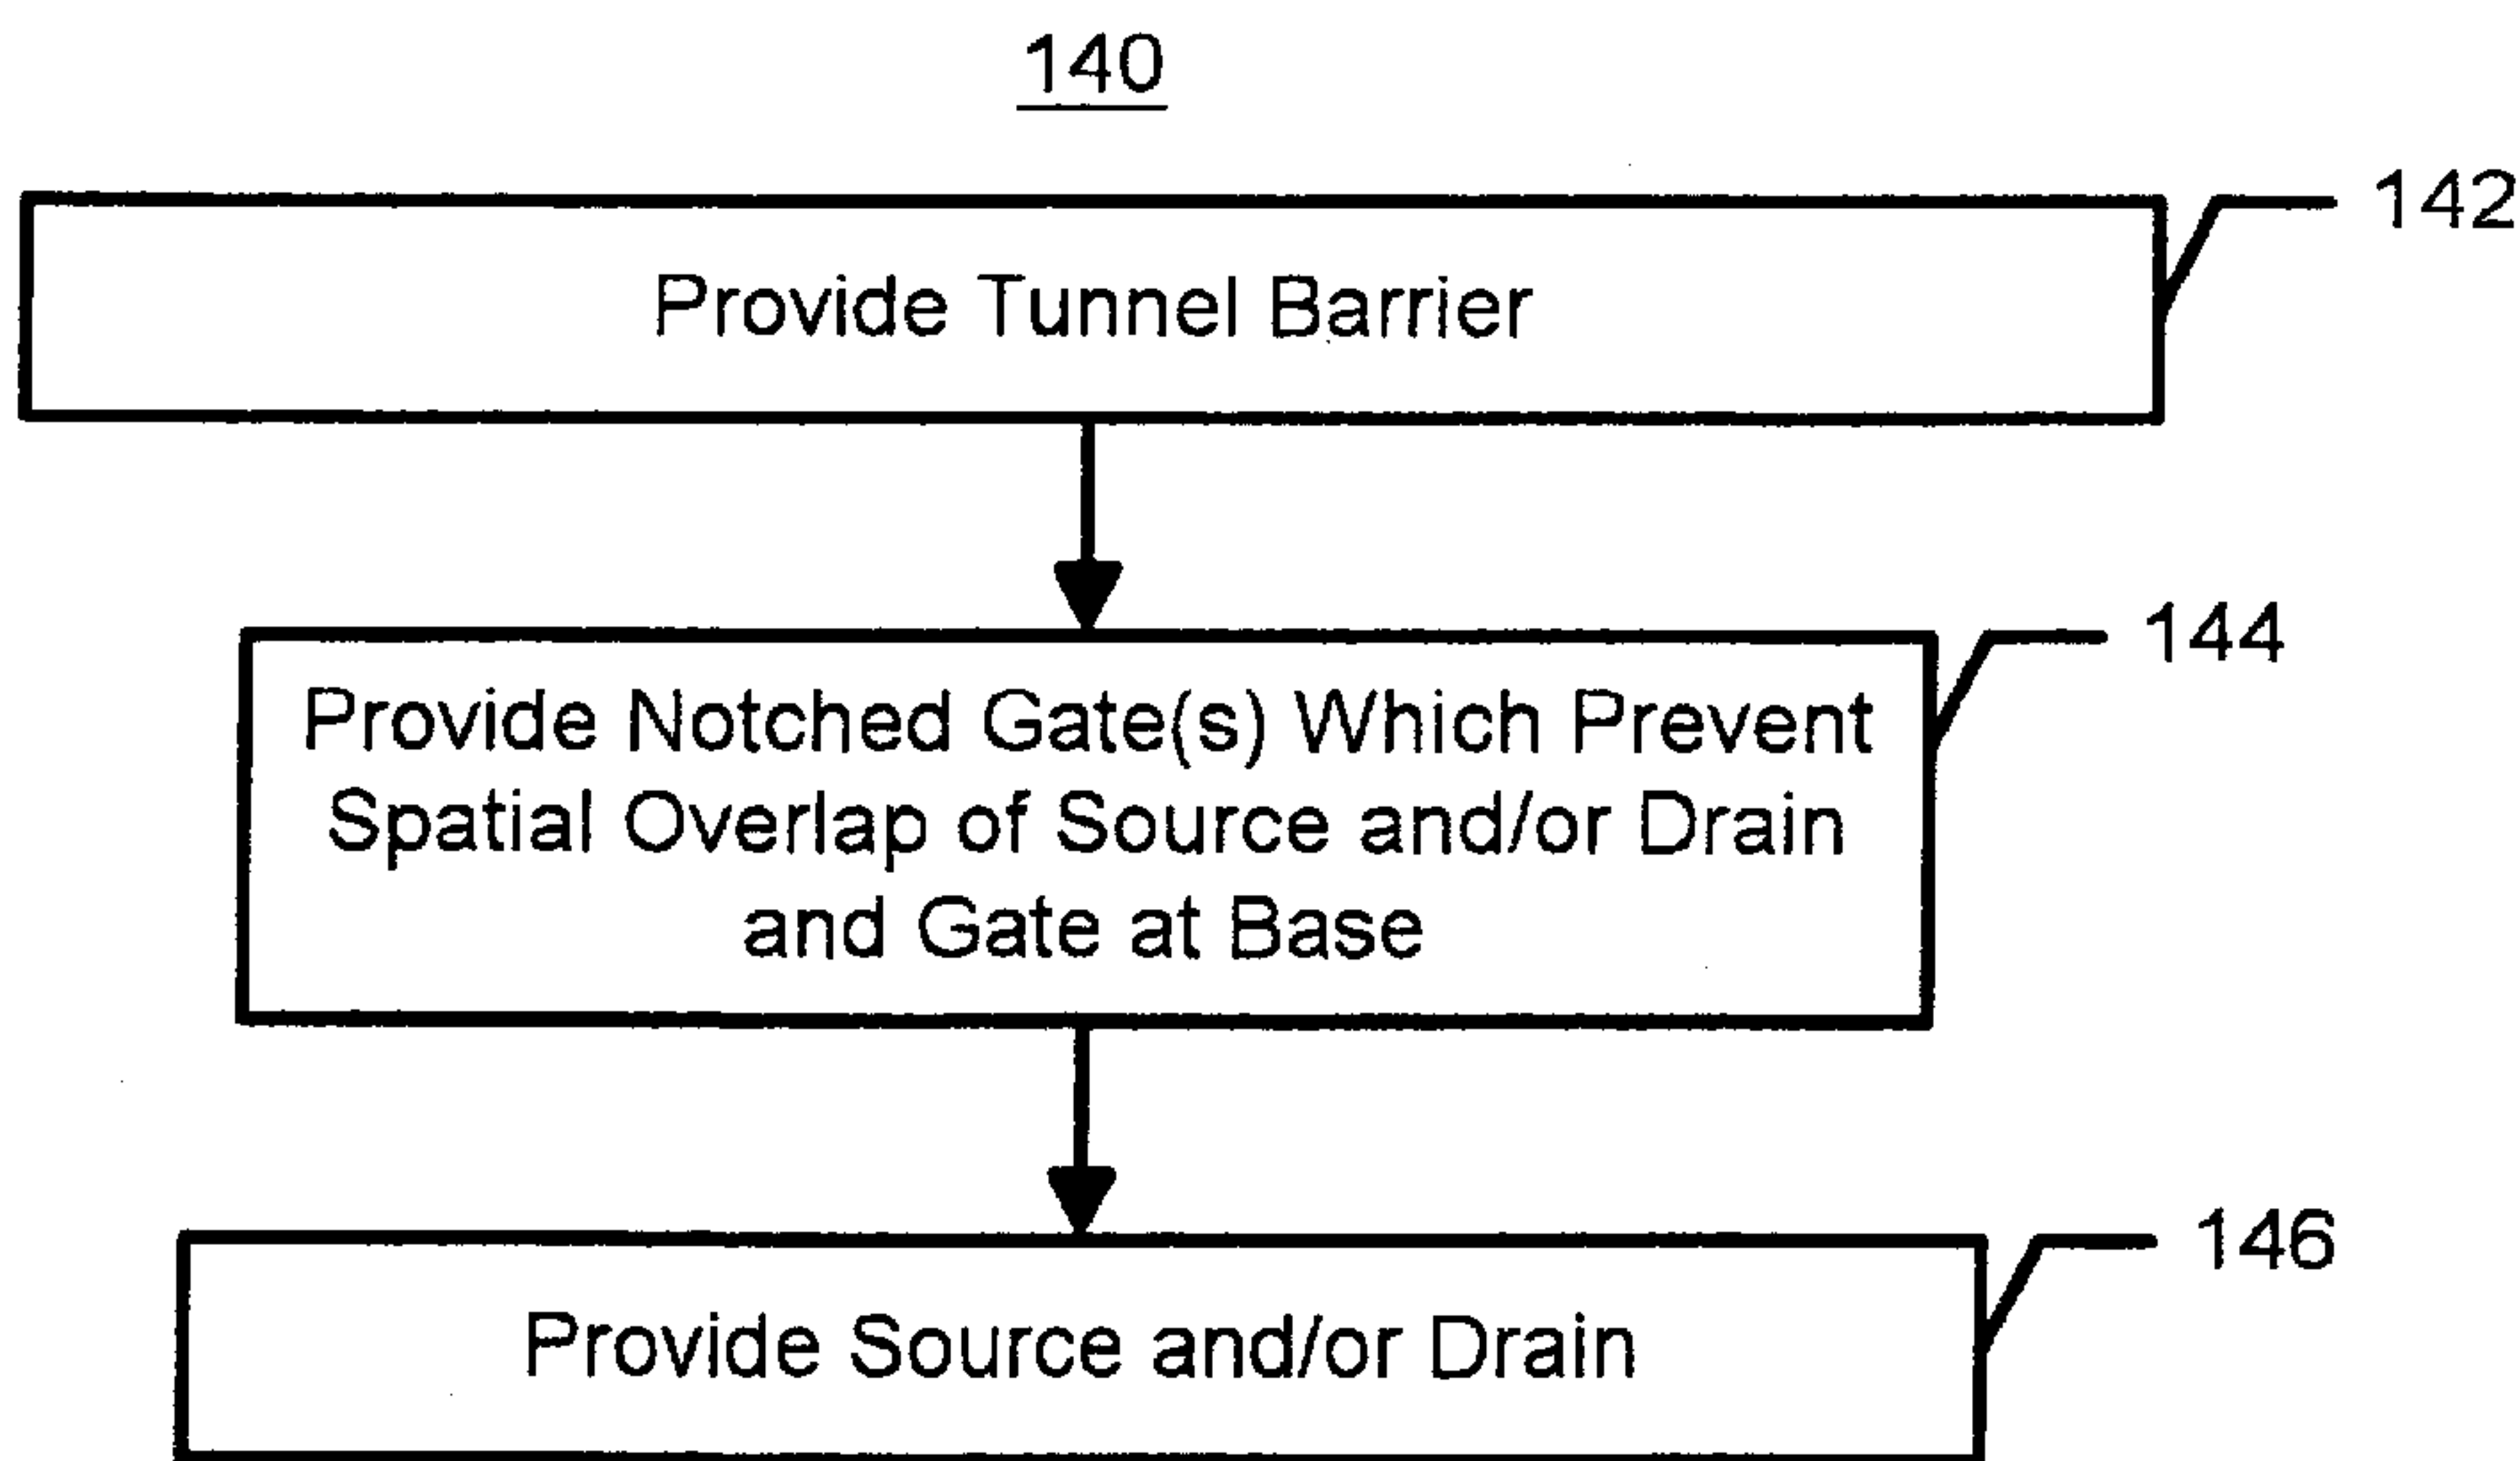 140
142
Provide Tunnel Barrier
144
Provide Notched Gate(s) Which Prevent
Spatial Overlap of Source and/or Drain
and Gate at Base
146
Provide Source and/or Drain